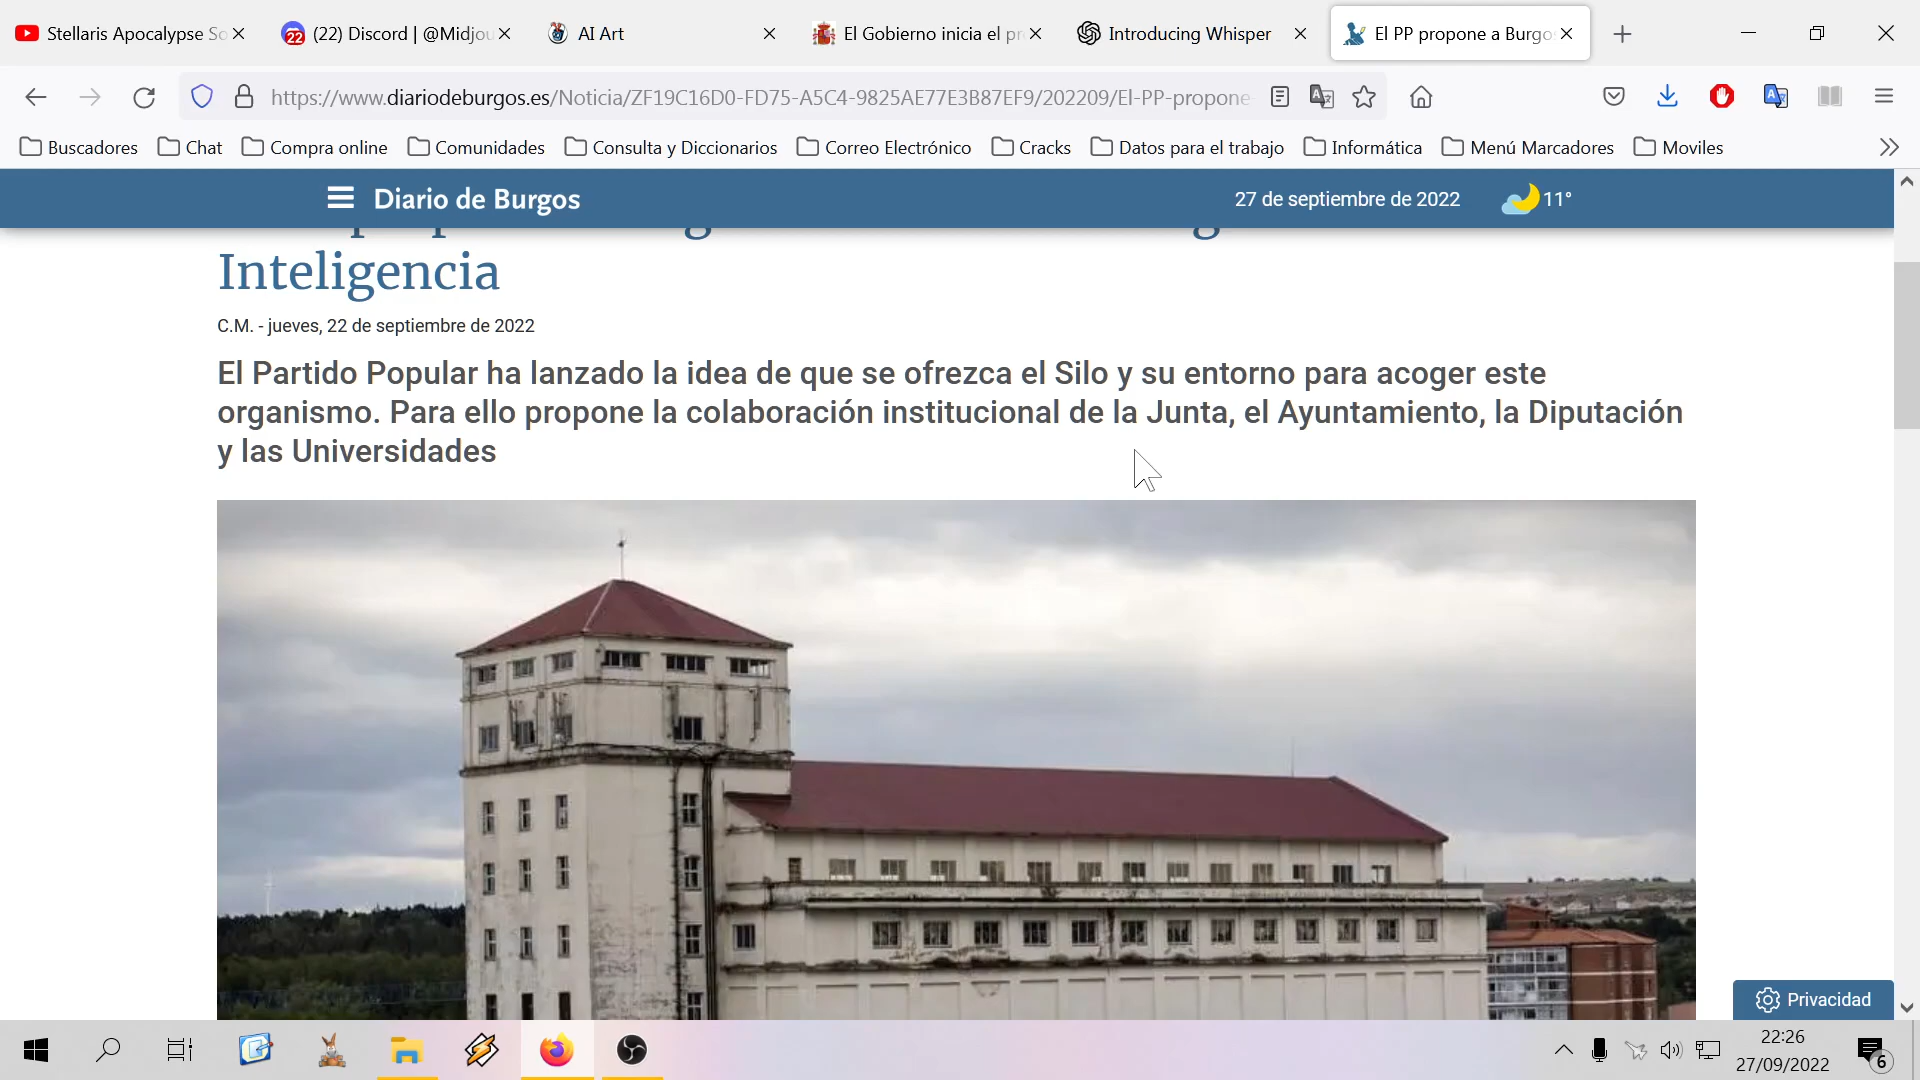 Stellaris Apocalypse So
(22) Discord | @Midjou
AI Art
El Gobierno inicia el pr
Introducing Whisper
El PP propone a Burgo
https://www.diariodeburgos.es/Noticia/ZF19C16D0-FD75-A5C4-9825AE77E3B87EF9/202209/El-PP-propone-
Buscadores
Chat
Compra online
Comunidades
Consulta y Diccionarios
Correo Electrónico
Cracks
Datos para el trabajo
Informática
Menú Marcadores
Moviles
Diario de Burgos
27 de septiembre de 2022
11°
Inteligencia
C.M. - jueves, 22 de septiembre de 2022
El Partido Popular ha lanzado la idea de que se ofrezca el Silo y su entorno para acoger este
organismo. Para ello propone la colaboración institucional de la Junta, el Ayuntamiento, la Diputación
y las Universidades
Privacidad
22:26
27/09/2022
6